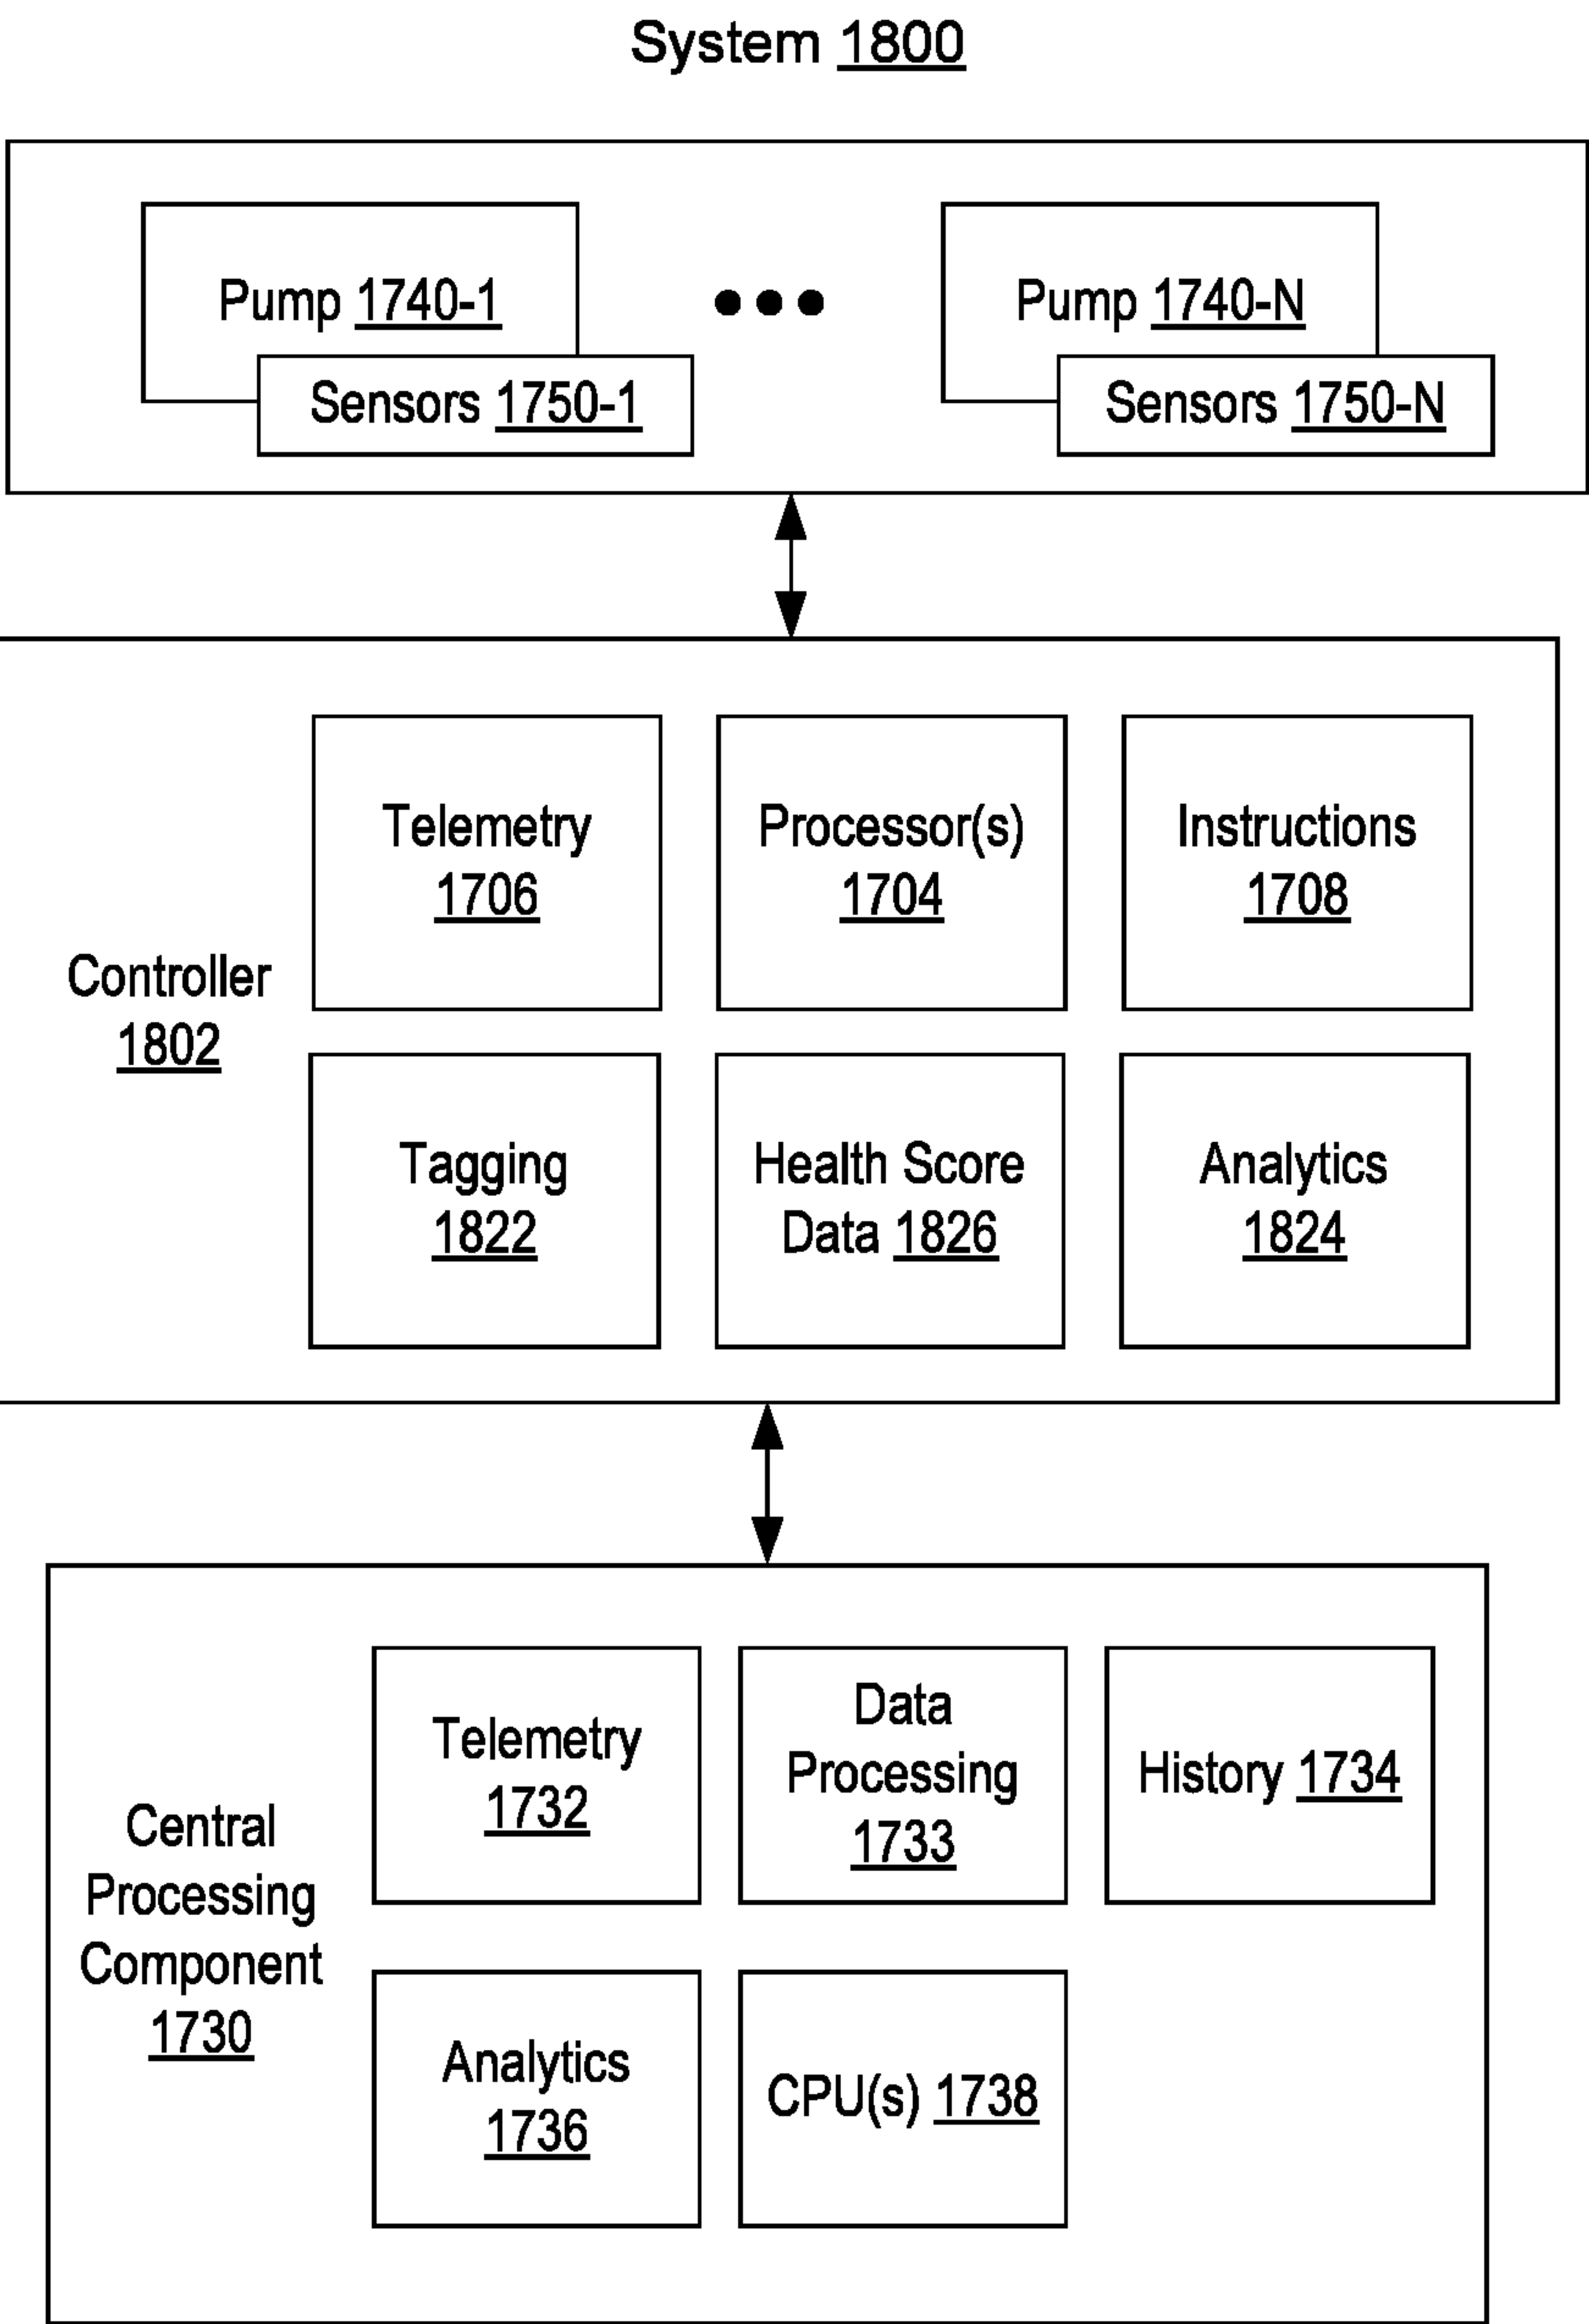 System 1800
Pump 1740-1
Pump 1740-N
Sensors 1750-1
Sensors 1750-N
Telemetry
1706
Processor(s)
1704
Instructions
1708
Controller
1802
Tagging
1822
Health Score
Data 1826
Analytics
1824
Central
Processing
Component
1730
Telemetry
1732
Data
Processing
1733
History 1734
Analytics
1736
CPU(s) 1738